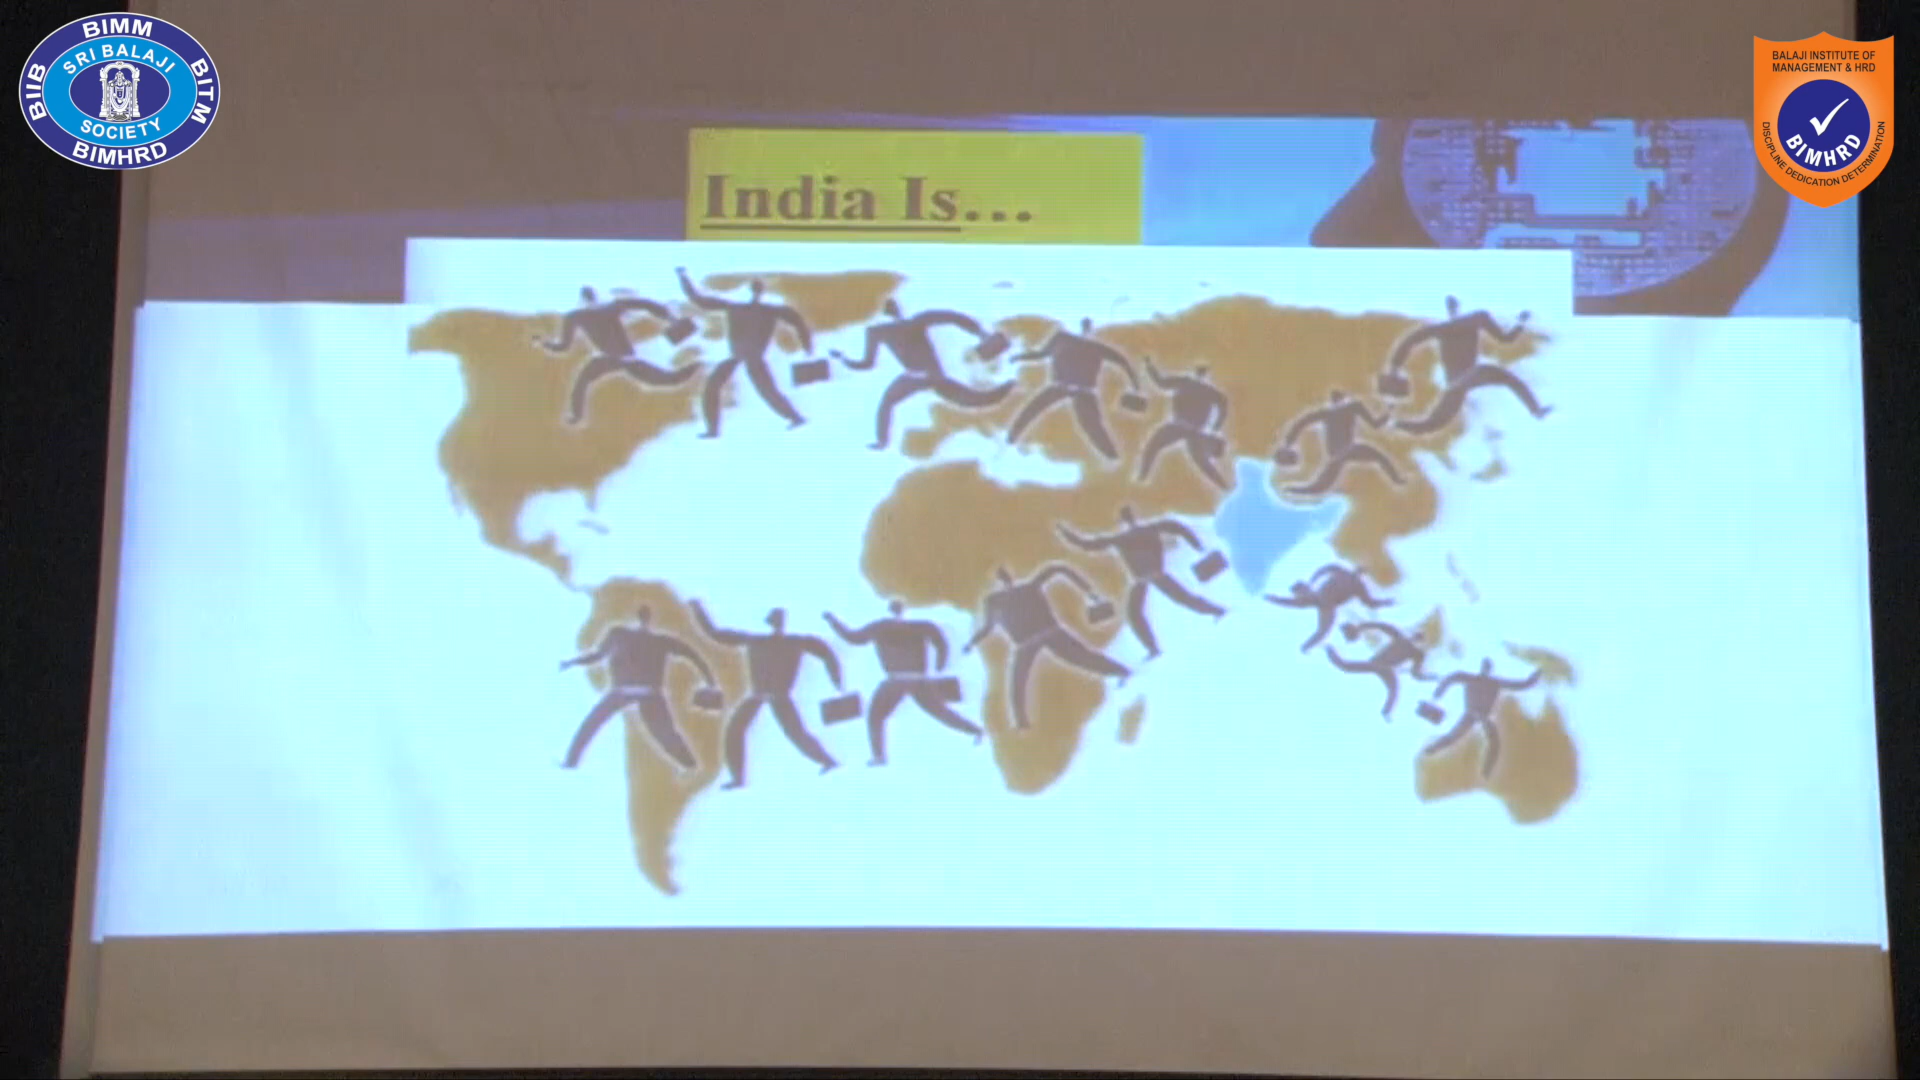 BIMM
SRI BALAJI
BIIB
BITM
SOCIETY
BIMHRD
India Is...
BALAJI INSTITUTE OF
MANAGEMENT & HRD
BIMHRD
DISCIPLINE DEDICATION DETERMINATION